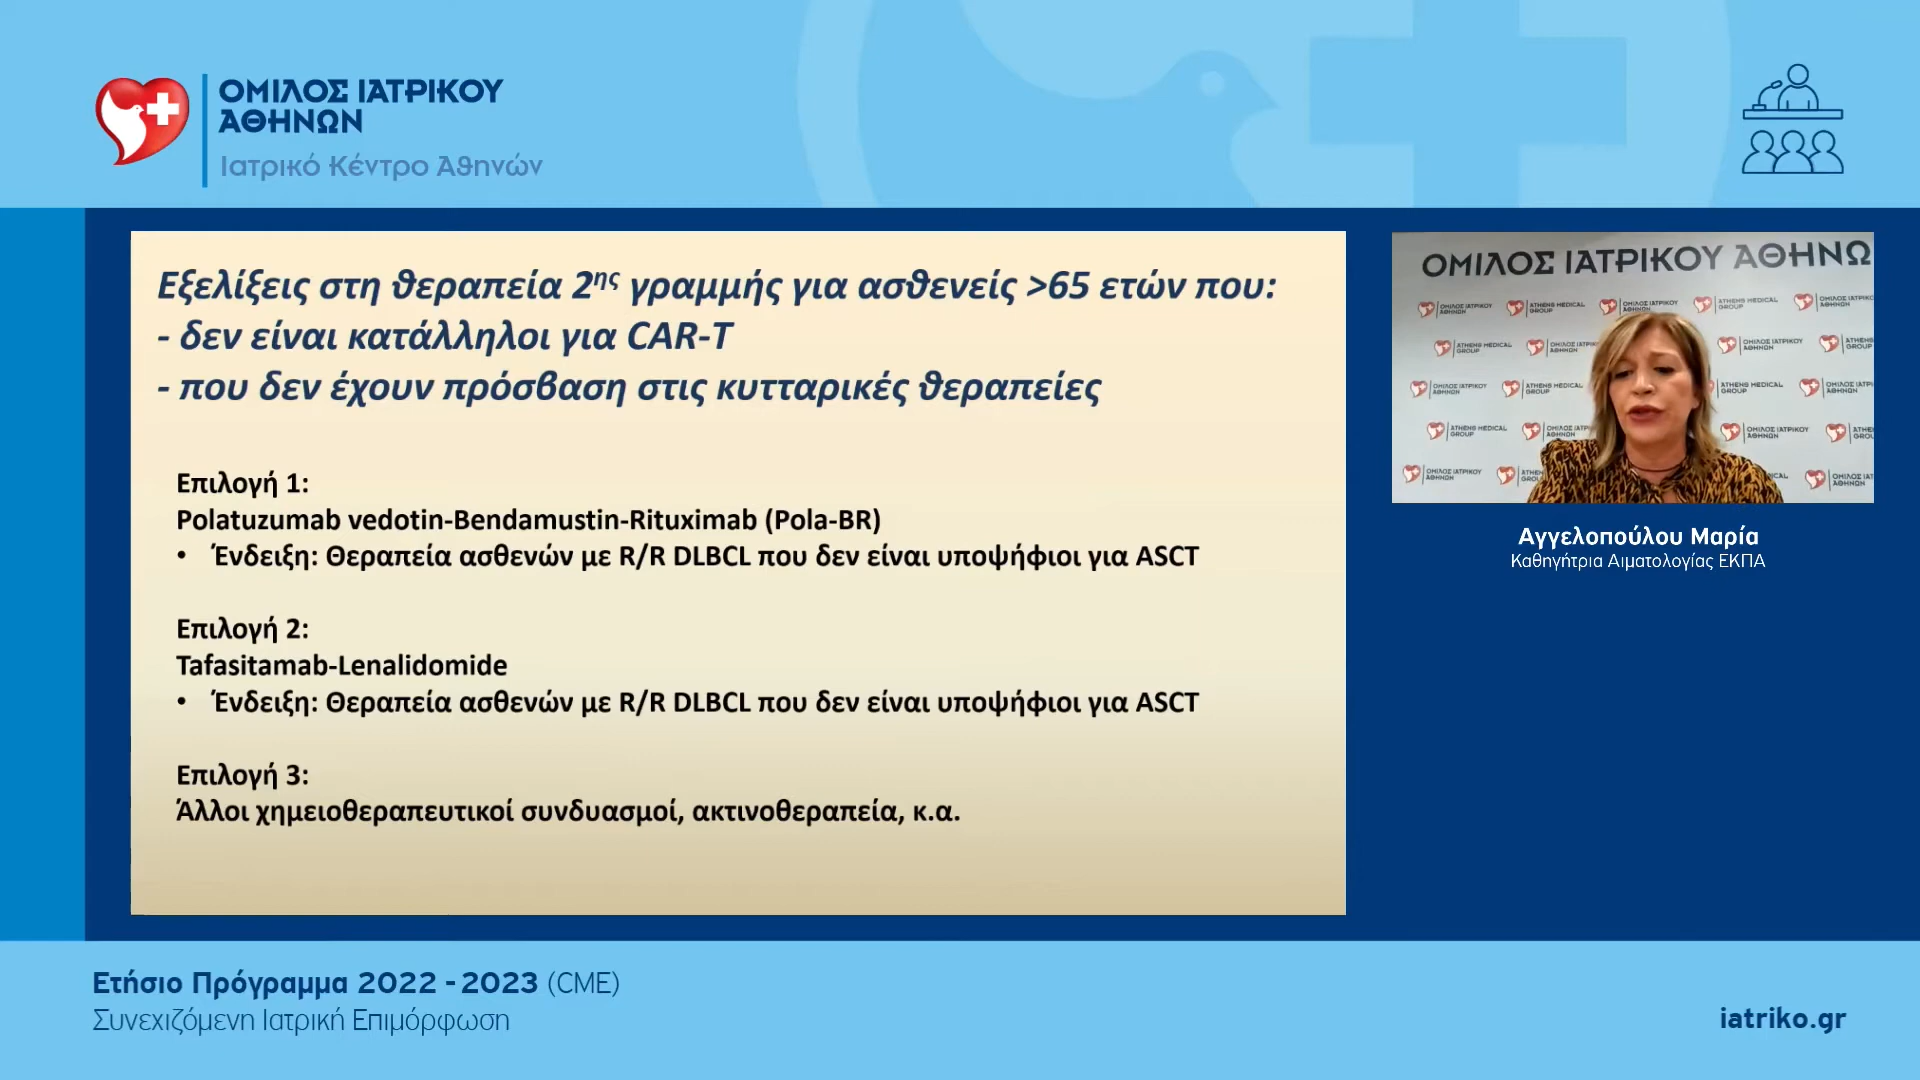 ΟΜΙΛΟΣ ΙΑΤΡΙΚΟΥ
ΑΘΗΝΩΝ
Ιατρικό Κέντρο Αθηνών
Εξελίξεις στη θεραπεία 2ης γραμμής για ασθενείς >65 ετών που:
- δεν είναι κατάλληλοι για CAR-T
- που δεν έχουν πρόσβαση στις κυτταρικές θεραπείες
Επιλογή 1:
Polatuzumab vedotin-Bendamustin-Rituximab (Pola-BR)
• Ένδειξη: Θεραπεία ασθενών με R/R DLBCL που δεν είναι υποψήφιοι για ASCT
Επιλογή 2:
Tafasitamab-Lenalidomide
• Ένδειξη: Θεραπεία ασθενών με R/R DLBCL που δεν είναι υποψήφιοι για ASCT
Επιλογή 3:
Άλλοι χημειοθεραπευτικοί συνδυασμοί, ακτινοθεραπεία, κ.α.
ΟΜΙΛΟΣ ΙΑΤΡΙΚΟΥ ΑΘΗΝΩ
Αγγελοπούλου Μαρία
Καθηγήτρια Αιματολογίας ΕΚΠΑ
Ετήσιο Πρόγραμμα 2022 - 2023 (CME)
Συνεχιζόμενη Ιατρική Επιμόρφωση
iatriko.gr